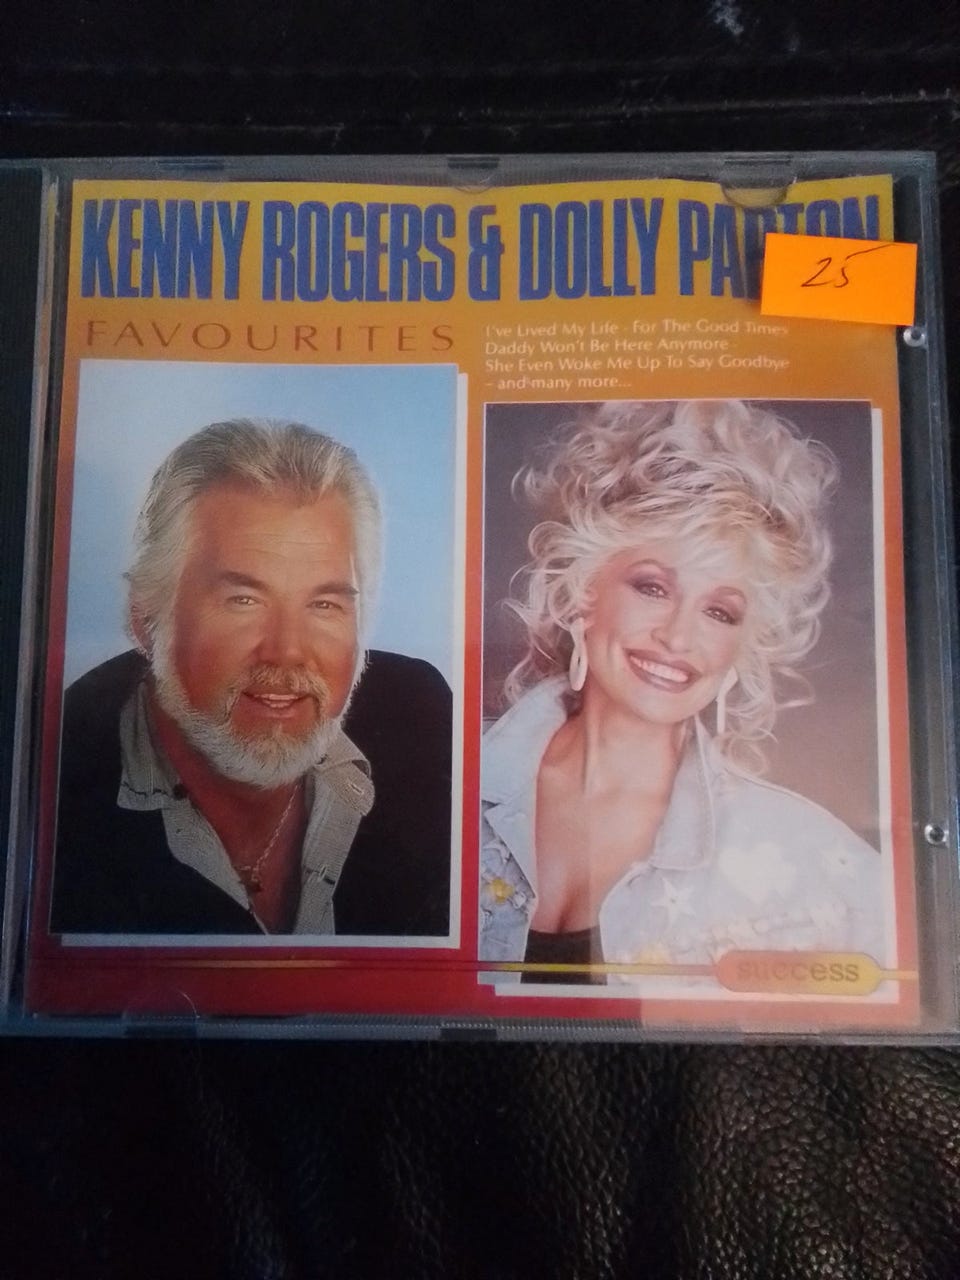 KENNY ROGERS & DOLLY PARTON
25
FAVOURITES
I've Lived My Life - For The Good Times
Daddy Won't Be Here Anymore -
She Even Woke Me Up To Say Goodbye
- and many more...
success